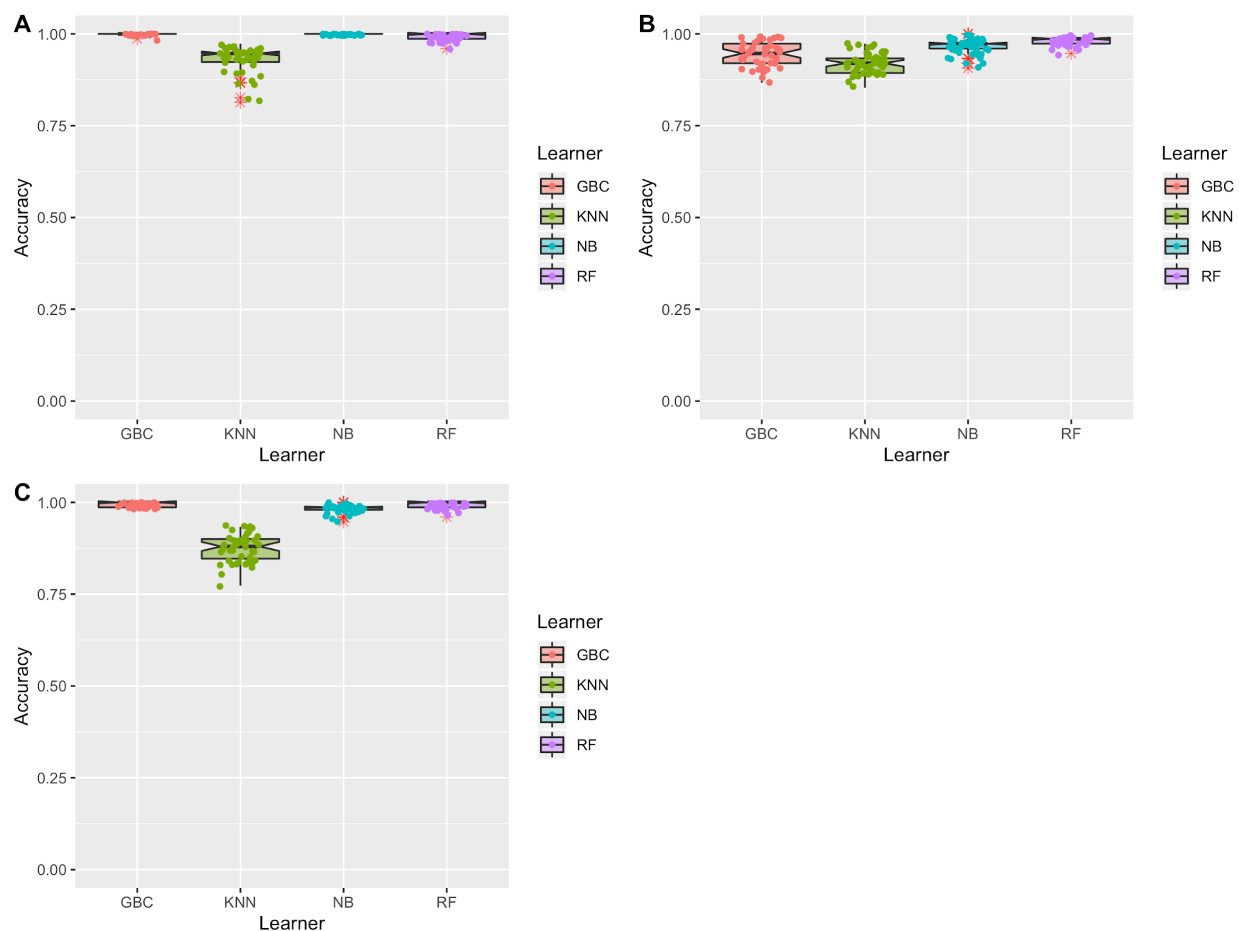 A
1.00
0.75
0.50
0.25
0.00
Accuracy
GBC KNN NB RF
Learner
Learner
GBC
KNN
NB
RF
B
1.00
0.75
0.50
0.25
0.00
Accuracy
GBC KNN NB RF
Learner
Learner
GBC
KNN
NB
RF
C
1.00
0.75
0.50
0.25
0.00
Accuracy
GBC KNN NB RF
Learner
Learner
GBC
KNN
NB
RF